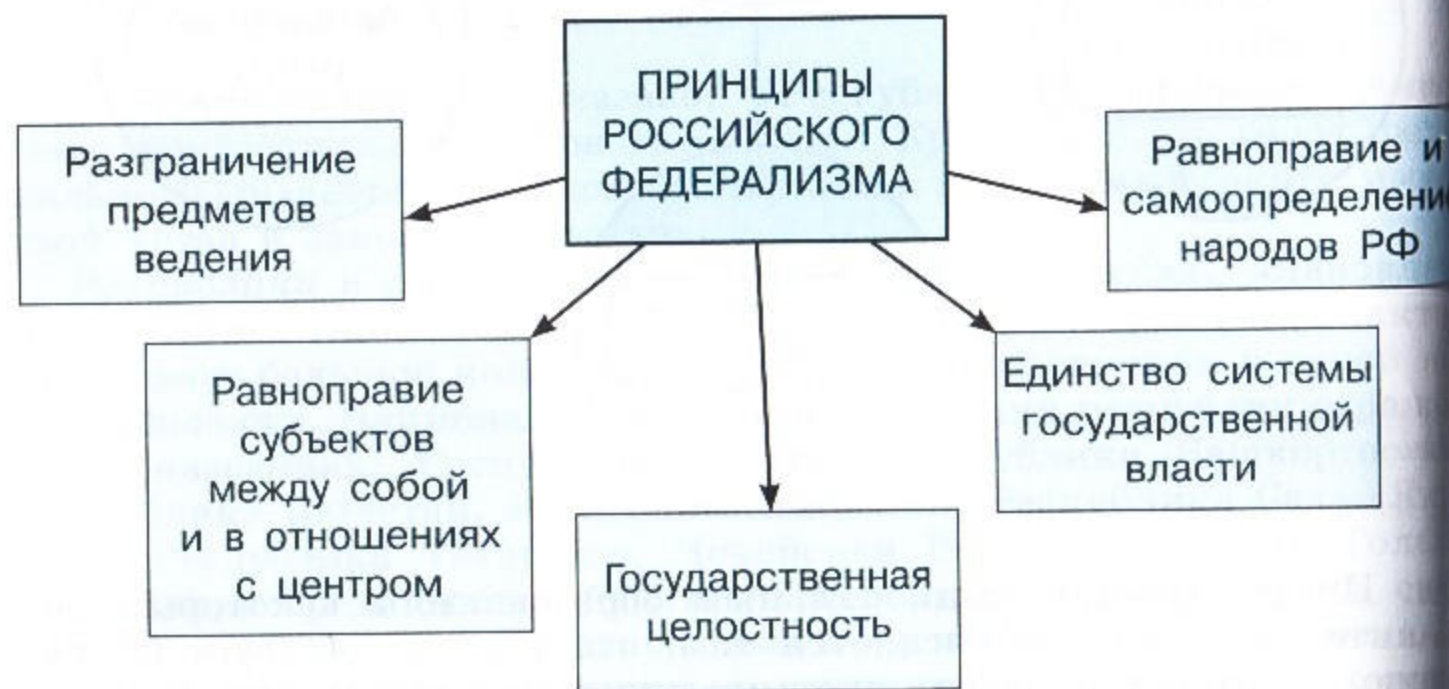 ПРИНЦИПЫ
РОССИЙСКОГО
ФЕДЕРАЛИЗМА
Разграничение
предметов
ведения
Равноправие
субъектов
между собой
и в отношениях
с центром
Государственная
целостность
Единство системы
государственной
власти
Равноправие и
самоопределени
народов РФ